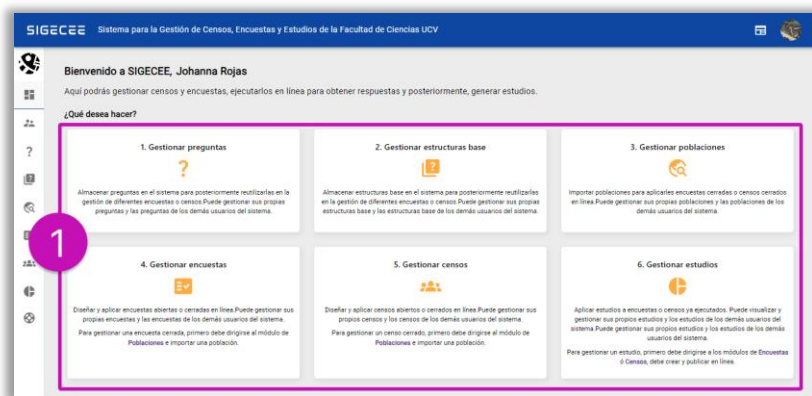 SIGECEE Sistema para la Gestión de Censos, Encuestas y Estudios de la Facultad de Ciencias UCV
Bienvenido a SIGECEE, Johanna Rojas
Aquí podrás gestionar censos y encuestas, ejecutarlos en línea para obtener respuestas y posteriormente, generar estudios.
¿Qué desea hacer?
1. Gestionar preguntas
?
Almacenar preguntas en el sistema para posteriormente reutilizarlas en la
gestión de diferentes encuestas o censos.Puede gestionar sus propias
preguntas y las preguntas de los demás usuarios del sistema.
2. Gestionar estructuras base
?
Almacenar estructuras base en el sistema para posteriormente reutilizarlas
en la gestión de diferentes encuestas o censos.Puede gestionar sus propias
estructuras base y las estructuras base de los demás usuarios del sistema.
3. Gestionar poblaciones
Importar poblaciones para aplicarles encuestas cerradas o censos cerrados
en línea.Puede gestionar sus propias poblaciones y las poblaciones de los
demás usuarios del sistema.
1
4. Gestionar encuestas
Diseñar y aplicar encuestas abiertas o cerradas en línea.Puede gestionar sus
propias encuestas y las encuestas de los demás usuarios del sistema.
Para gestionar una encuesta cerrada, primero debe dirigirse al módulo de
Poblaciones e importar una población.
5. Gestionar censos
Diseñar y aplicar censos abiertos o cerrados en línea.Puede gestionar sus
propios censos y los censos de los demás usuarios del sistema.
Para gestionar un censo cerrado, primero debe dirigirse al módulo de
Poblaciones e importar una población.
6. Gestionar estudios
Aplicar estudios a encuestas o censos ya ejecutados. Puede visualizar y
gestionar sus propios estudios y los estudios de los demás usuarios del
sistema.Puede gestionar sus propios estudios y los estudios de los demás
usuarios del sistema.
Para gestionar un estudio, primero debe dirigirse a los módulos de Encuestas
ó Censos, debe crear y publicar en línea.